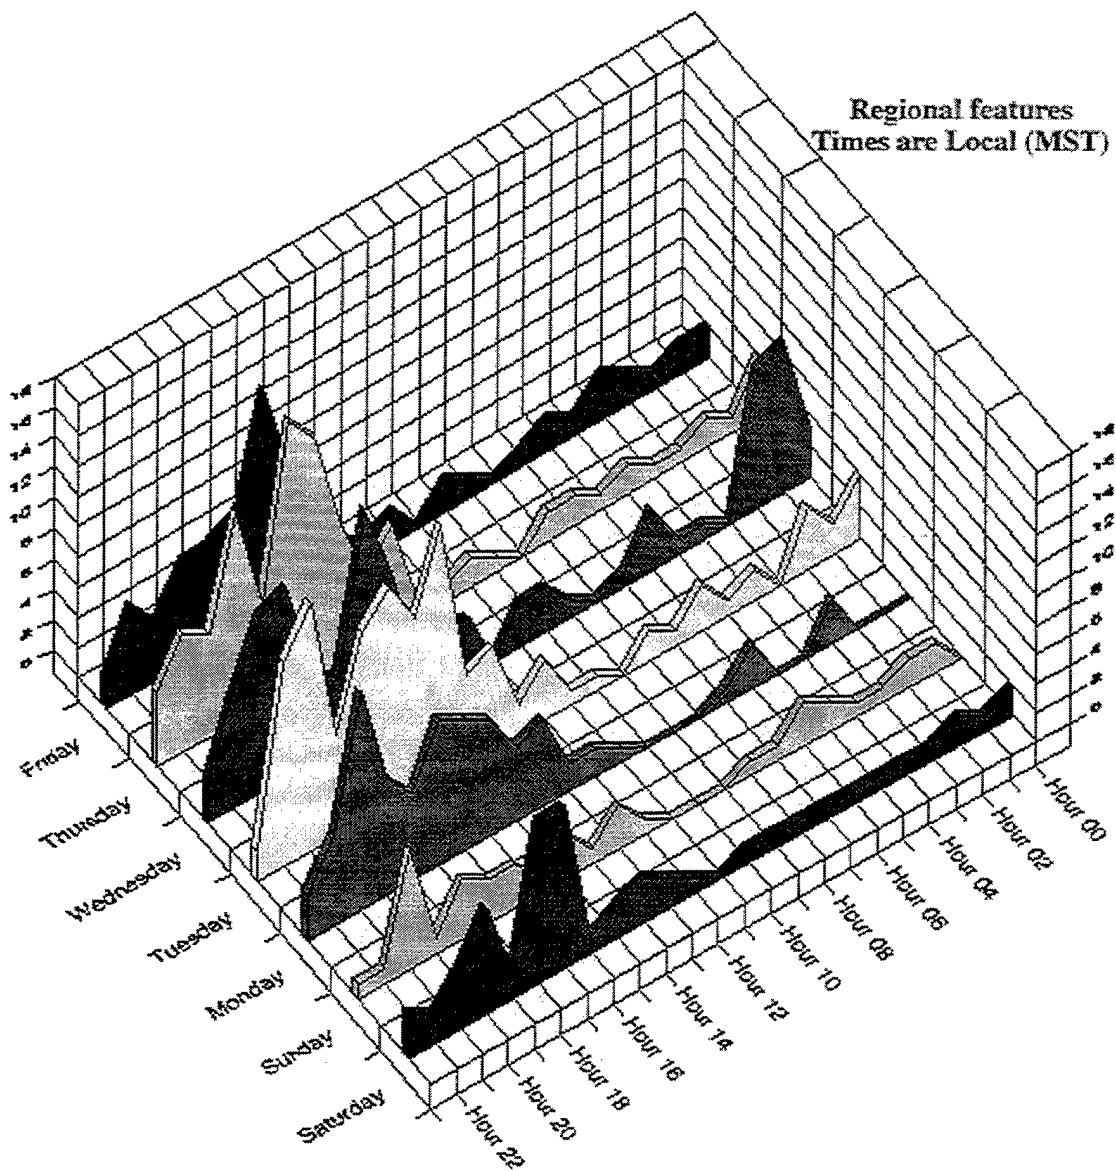 Regional features
Times are Local (MST)
Friday
Thursday
Wednesday
Tuesday
Monday
Sunday
Saturday
Hour 00
Hour 02
Hour 04
Hour 06
Hour 08
Hour 10
Hour 12
Hour 14
Hour 16
Hour 18
Hour 20
Hour 22